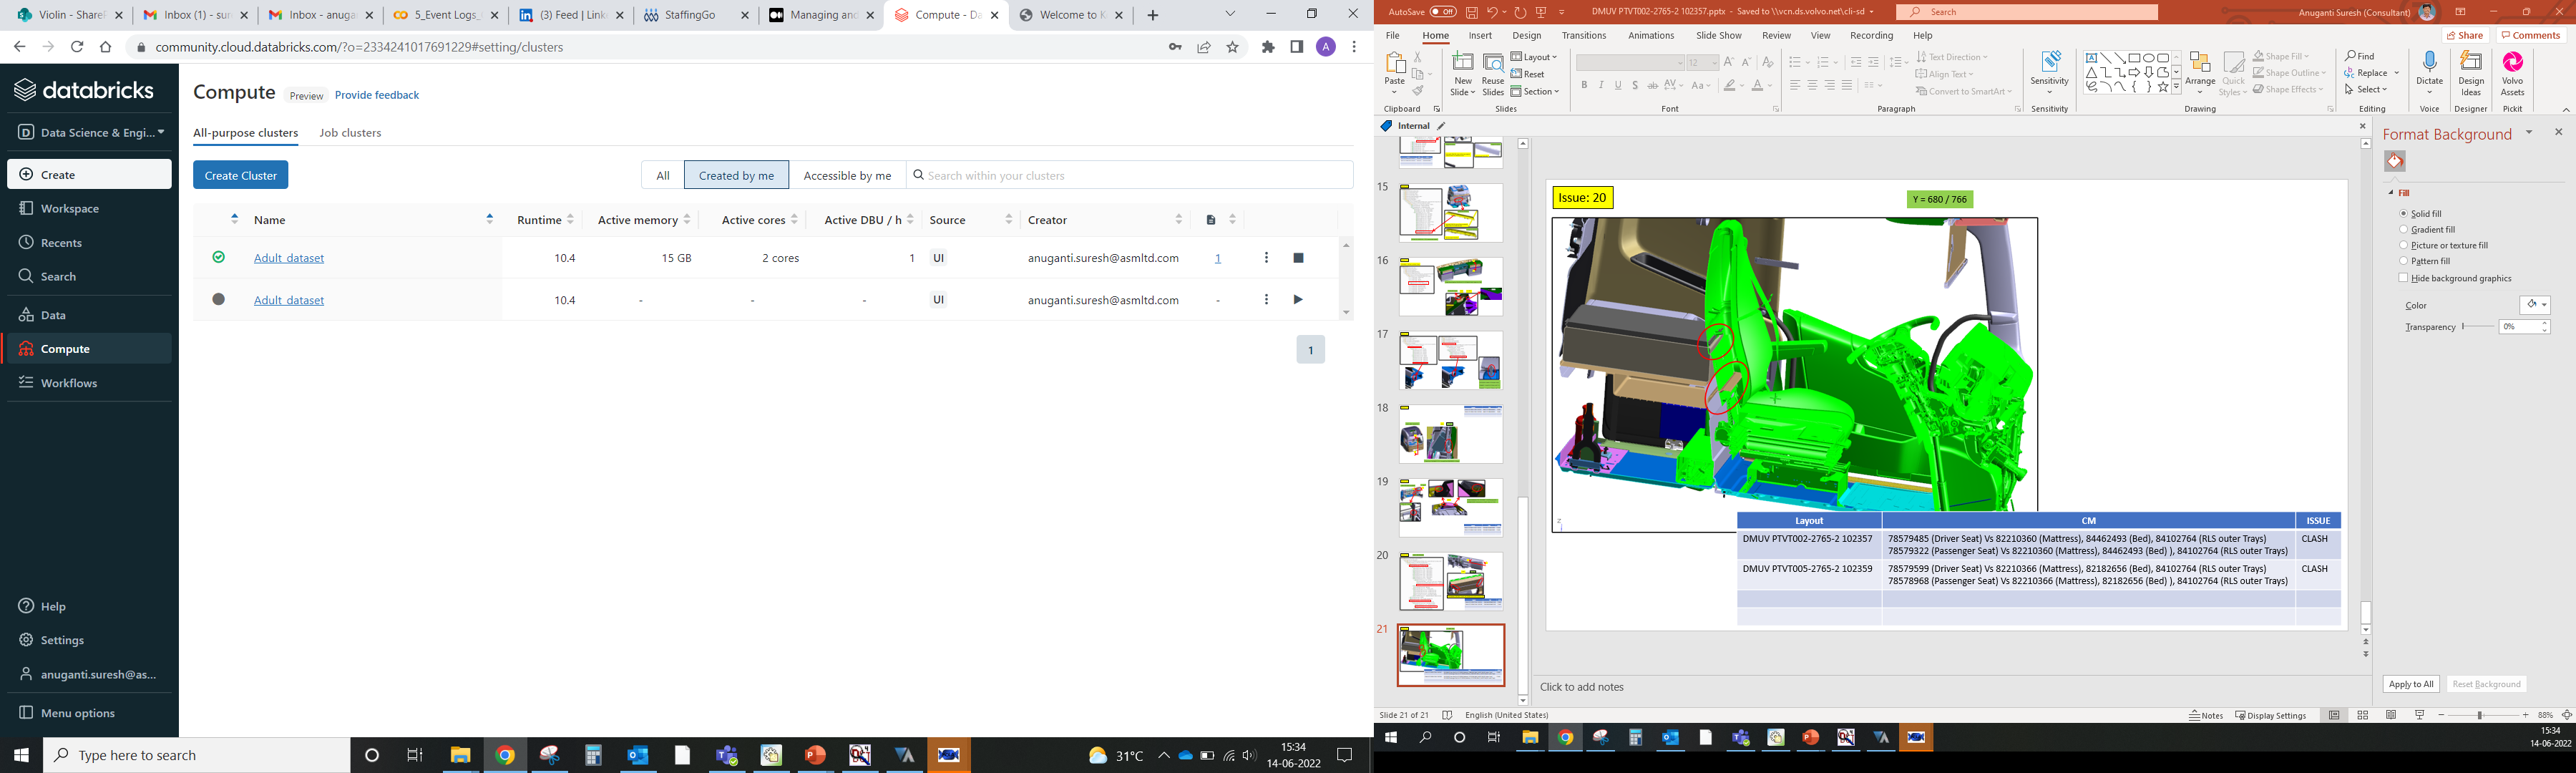 Violin - ShareP
Inbox (1) - sur
Inbox - anugan
5_Event Logs_
(3) Feed | Linke
StaffingGo
Managing and
Compute - Da
Welcome to K
community.cloud.databricks.com/?o=2334241017691229#setting/clusters
A
databricks
D Data Science & Engi...
Create
Workspace
Recents
Search
Data
Compute
Workflows
Help
Settings
anuganti.suresh@as...
Menu options
Compute Preview Provide feedback
All-purpose clusters Job clusters
Create Cluster
All Created by me Accessible by me Search within your clusters
Name Runtime Active memory Active cores Active DBU / h Source Creator
Adult_dataset 10.4 15 GB 2 cores 1 UI anuganti.suresh@asmltd.com 1
Adult_dataset 10.4 - - - UI anuganti.suresh@asmltd.com -
1
Type here to search
31°C
15:34
14-06-2022
AutoSave Off
DMUV PTVT002-2765-2 102357.pptx - Saved to \\vcn.ds.volvo.net\cli-sd
Search
Anuganti Suresh (Consultant)
File Home Insert Design Transitions Animations Slide Show Review View Recording Help
Share Comments
Paste
New Slide
Reuse Slides
Layout
Reset
Section
12
Text Direction
Align Text
Convert to SmartArt
Arrange
Quick Styles
Shape Fill
Shape Outline
Shape Effects
Find
Replace
Select
Sensitivity
Dictate
Design Ideas
Volvo Assets
Clipboard Slides Font Paragraph Sensitivity Drawing Editing Voice Designer Pickit
Internal
15
16
17
18
19
20
21
Issue: 20
Y = 680 / 766
Z
Layout CM ISSUE
DMUV PTVT002-2765-2 102357 78579485 (Driver Seat) Vs 82210360 (Mattress), 84462493 (Bed), 84102764 (RLS outer Trays) CLASH
78579322 (Passenger Seat) Vs 82210360 (Mattress), 84462493 (Bed) ), 84102764 (RLS outer Trays)
DMUV PTVT005-2765-2 102359 78579599 (Driver Seat) Vs 82210366 (Mattress), 82182656 (Bed), 84102764 (RLS outer Trays) CLASH
78578968 (Passenger Seat) Vs 82210366 (Mattress), 82182656 (Bed) ), 84102764 (RLS outer Trays)
Click to add notes
Format Background
Fill
Solid fill
Gradient fill
Picture or texture fill
Pattern fill
Hide background graphics
Color
Transparency 0%
Apply to All Reset Background
Slide 21 of 21 English (United States)
Notes Display Settings 88%
15:34
14-06-2022